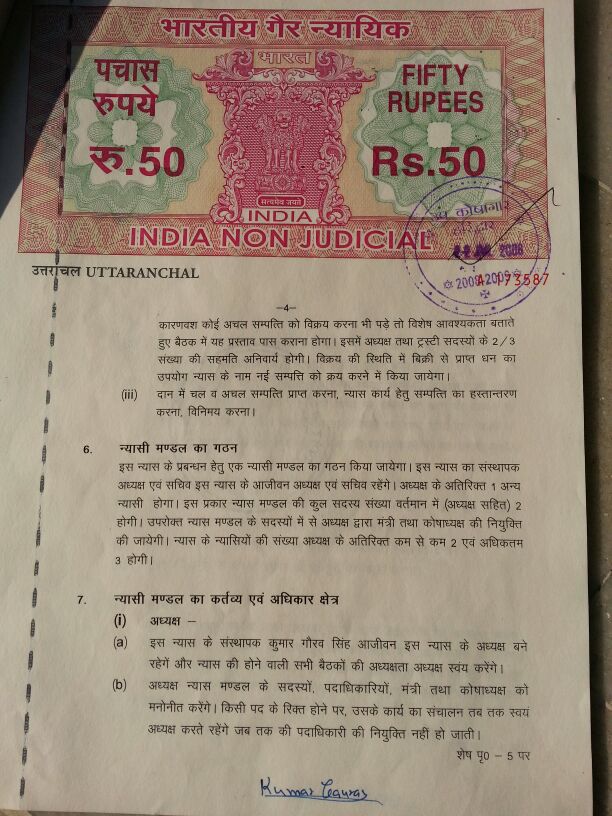 भारतीय गैर न्यायिक
भारत
पचास
रुपये
रु.50
FIFTY
RUPEES
Rs.50
सत्यमेव जयते
INDIA
INDIA NON JUDICIAL
कोषागार
2008
2008-2009
उत्तरांचल UTTARANCHAL
173587
-4-
कारणवश कोई अचल सम्पत्ति को विक्रय करना भी पड़े तो विशेष आवश्यकता बताते
हुए बैठक में यह प्रस्ताव पास कराना होगा। इसमें अध्यक्ष तथा ट्रस्टी सदस्यों के 2/3
संख्या की सहमति अनिवार्य होगी। विक्रय की स्थिति में बिक्री से प्राप्त धन का
उपयोग न्यास के नाम नई सम्पत्ति को क्रय करने में किया जायेगा।
(iii) दान में चल व अचल सम्पत्ति प्राप्त करना, न्यास कार्य हेतु सम्पत्ति का हस्तान्तरण
करना, विनिमय करना।
6. न्यासी मण्डल का गठन
इस न्यास के प्रबन्धन हेतु एक न्यासी मण्डल का गठन किया जायेगा। इस न्यास का संस्थापक
अध्यक्ष एवं सचिव इस न्यास के आजीवन अध्यक्ष एवं सचिव रहेंगे। अध्यक्ष के अतिरिक्त 1 अन्य
न्यासी होगा। इस प्रकार न्यास मण्डल की कुल सदस्य संख्या वर्तमान में (अध्यक्ष सहित) 2
होगी। उपरोक्त न्यास मण्डल के सदस्यों में से अध्यक्ष द्वारा मंत्री तथा कोषाध्यक्ष की नियुक्ति
की जायेगी। न्यास के न्यासियों की संख्या अध्यक्ष के अतिरिक्त कम से कम 2 एवं अधिकतम
3 होगी।
7. न्यासी मण्डल का कर्तव्य एवं अधिकार क्षेत्र
(i) अध्यक्ष –
(a) इस न्यास के संस्थापक कुमार गौरव सिंह आजीवन इस न्यास के अध्यक्ष बने
रहेगें और न्यास की होने वाली सभी बैठकों की अध्यक्षता अध्यक्ष स्वंय करेंगे।
(b) अध्यक्ष न्यास मण्डल के सदस्यों, पदाधिकारियों, मंत्री तथा कोषाध्यक्ष को
मनोनीत करेंगे। किसी पद के रिक्त होने पर, उसके कार्य का संचालन तब तक स्वयं
अध्यक्ष करते रहेंगे जब तक की पदाधिकारी की नियुक्ति नहीं हो जाती।
शेष पृ0 – 5 पर
Kumar Gaurav